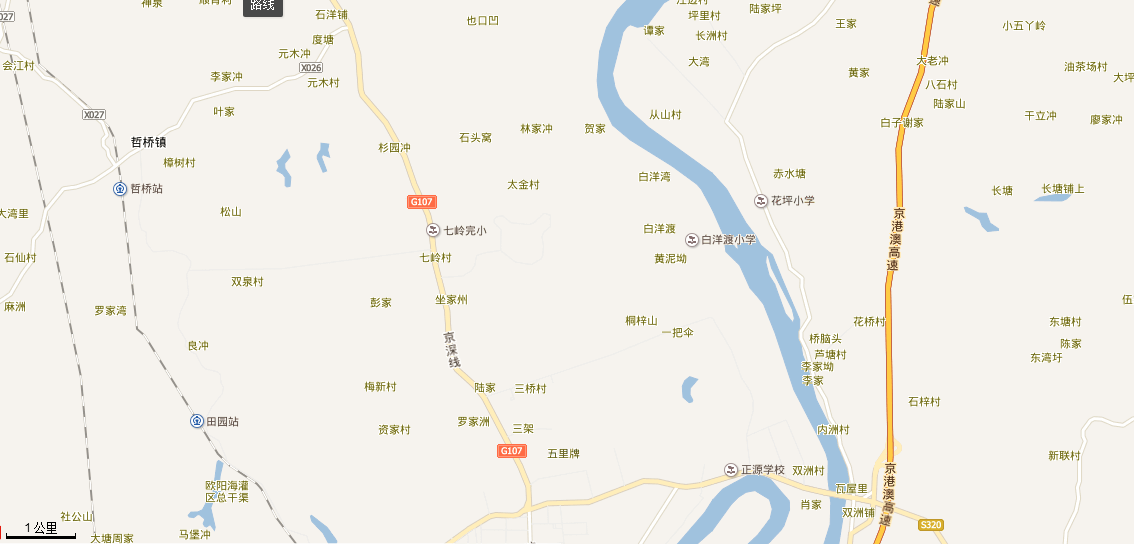 神泉
路线
石洋铺
也口凹
坪里村
陆家坪
王家
小五丫岭
度塘
谭家
长洲村
元木冲
会江村
X026
大湾
大老冲
油茶场村
李家冲
元木村
黄家
八石村
大坪
陆家山
X027
叶家
从山村
白子谢家
干立冲
廖家冲
林家冲
贺家
石头窝
哲桥镇
杉园冲
樟树村
赤水塘
太金村
白洋湾
哲桥站
长塘
长塘铺上
G107
花坪小学
大湾里
松山
京港澳高速
七岭完小
白洋渡
白洋渡小学
石仙村
七岭村
黄泥坳
双泉村
彭家
坐家州
伍
麻洲
罗家湾
桐梓山
花桥村
东塘村
一把伞
桥脑头
京深线
良冲
陈家
芦塘村
东湾圩
李家坳
李家
梅新村
陆家
三桥村
石梓村
田园站
罗家洲
资家村
三架
内洲村
G107
五里牌
新联村
正源学校
双洲村
欧阳海灌
区总干渠
瓦屋里
京港澳高速
肖家
双洲铺
社公山
S320
1公里
大塘周家
马堡冲